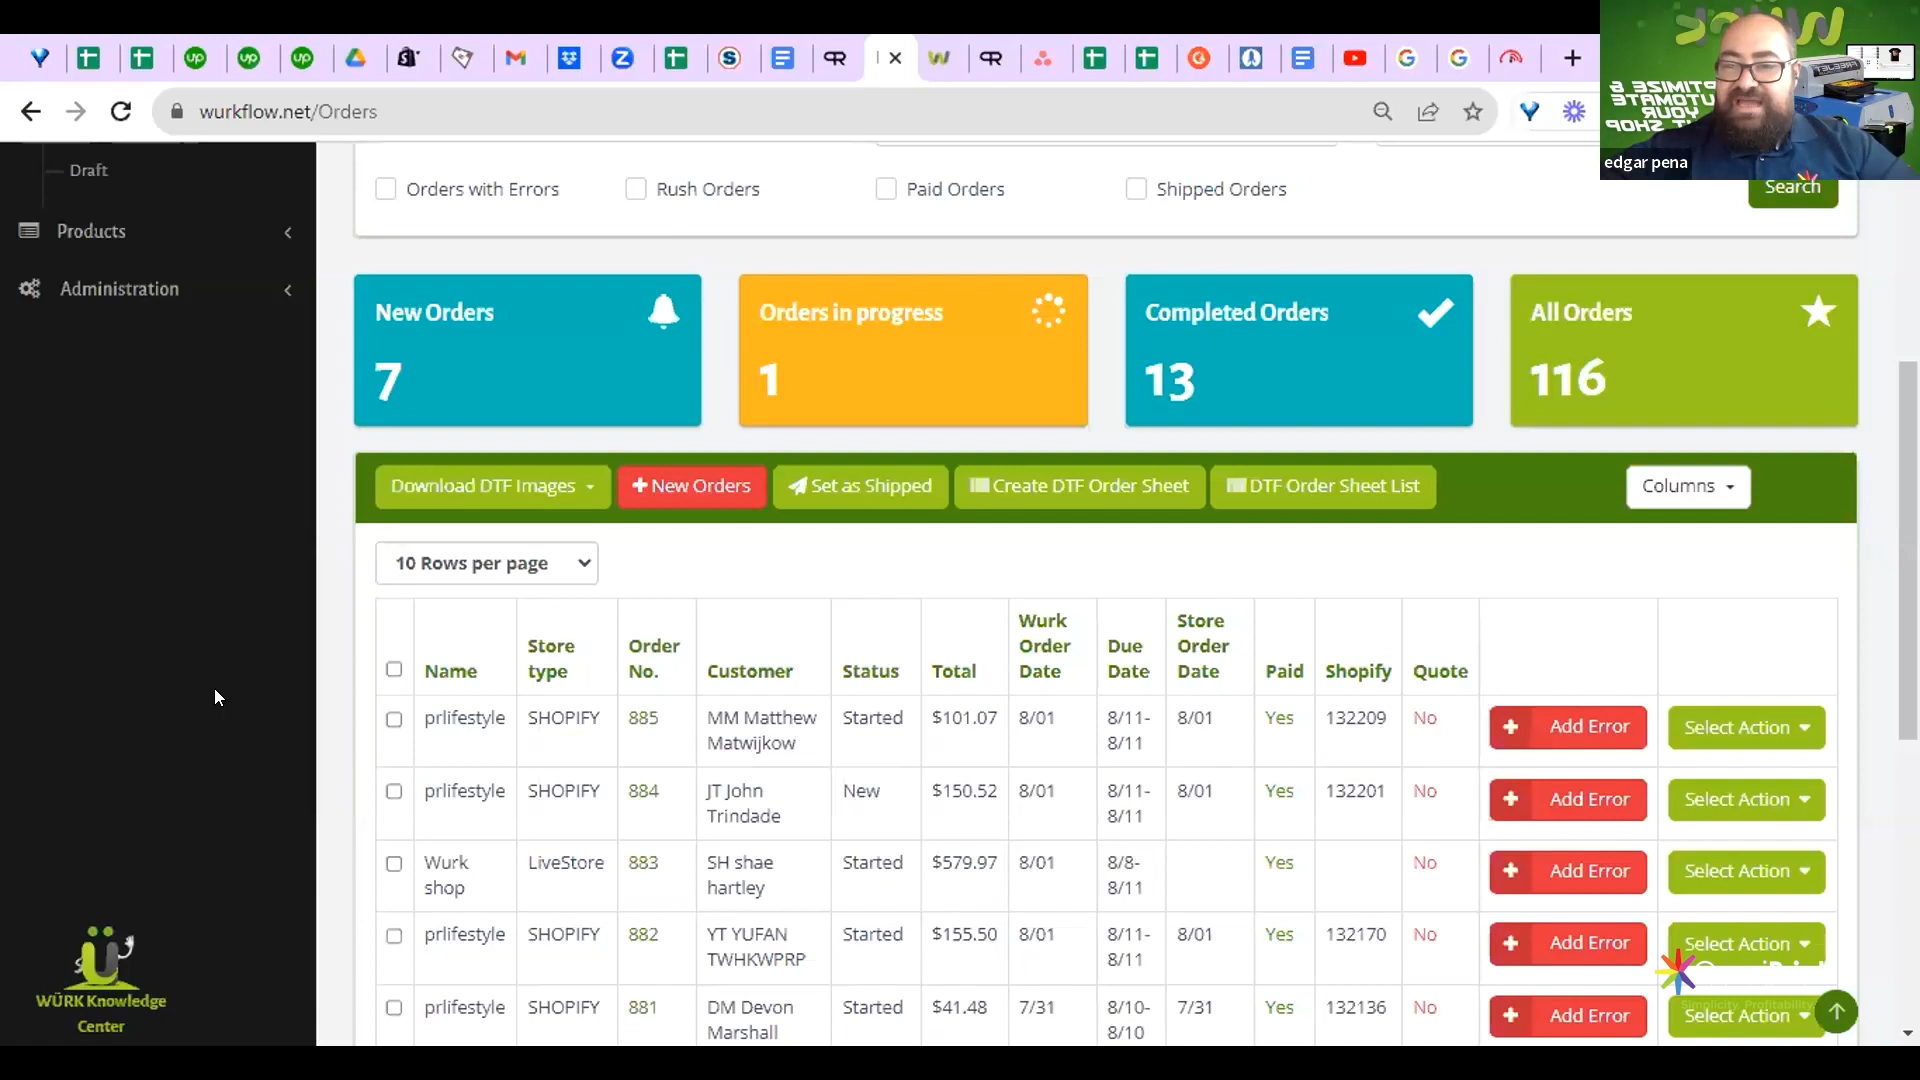 wurkflow.net/Orders
edgar pena
Draft
Products
Administration
Orders with Errors
Rush Orders
Paid Orders
Shipped Orders
Search
New Orders
7
Orders in progress
1
Completed Orders
13
All Orders
116
Download DTF Images
New Orders
Set as Shipped
Create DTF Order Sheet
DTF Order Sheet List
Columns
10 Rows per page
Name Store type Order No. Customer Status Total Wurk Order Date Due Date Store Order Date Paid Shopify Quote
prlifestyle SHOPIFY 885 MM Matthew Matwijkow Started $101.07 8/01 8/11-8/11 8/01 Yes 132209 No Add Error Select Action
prlifestyle SHOPIFY 884 JT John Trindade New $150.52 8/01 8/11-8/11 8/01 Yes 132201 No Add Error Select Action
Wurk shop LiveStore 883 SH shae hartley Started $579.97 8/01 8/8-8/11 Yes No Add Error Select Action
prlifestyle SHOPIFY 882 YT YUFAN TWHKWPRP Started $155.50 8/01 8/11-8/11 8/01 Yes 132170 No Add Error Select Action
prlifestyle SHOPIFY 881 DM Devon Marshall Started $41.48 7/31 8/10-8/10 7/31 Yes 132136 No Add Error Select Action
WÜRK Knowledge
Center